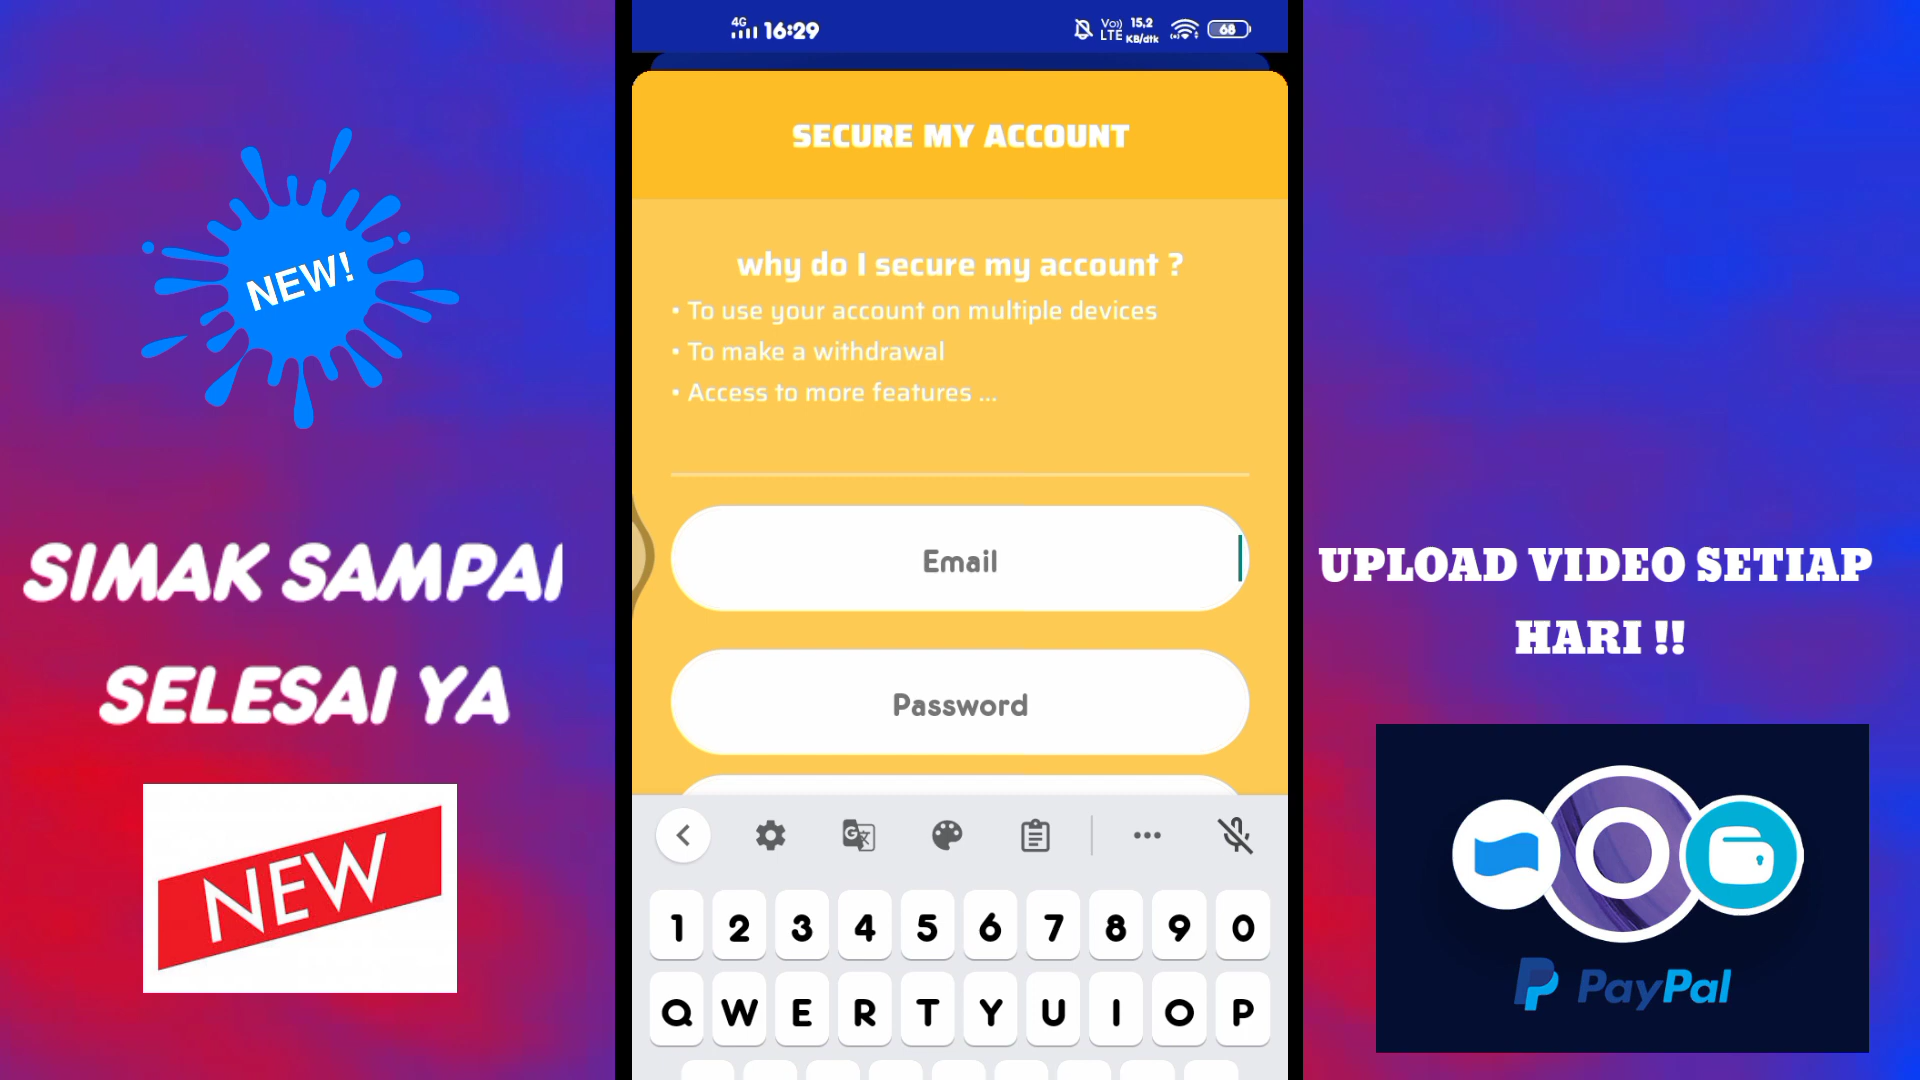 4G 16:29 Vo)) LTE 15,2 KB/dtk 68
SECURE MY ACCOUNT
why do I secure my account ?
• To use your account on multiple devices
• To make a withdrawal
• Access to more features ...
Email
Password
1 2 3 4 5 6 7 8 9 0
Q W E R T Y U I O P
NEW!
SIMAK SAMPAI
SELESAI YA
NEW
UPLOAD VIDEO SETIAP
HARI !!
PayPal